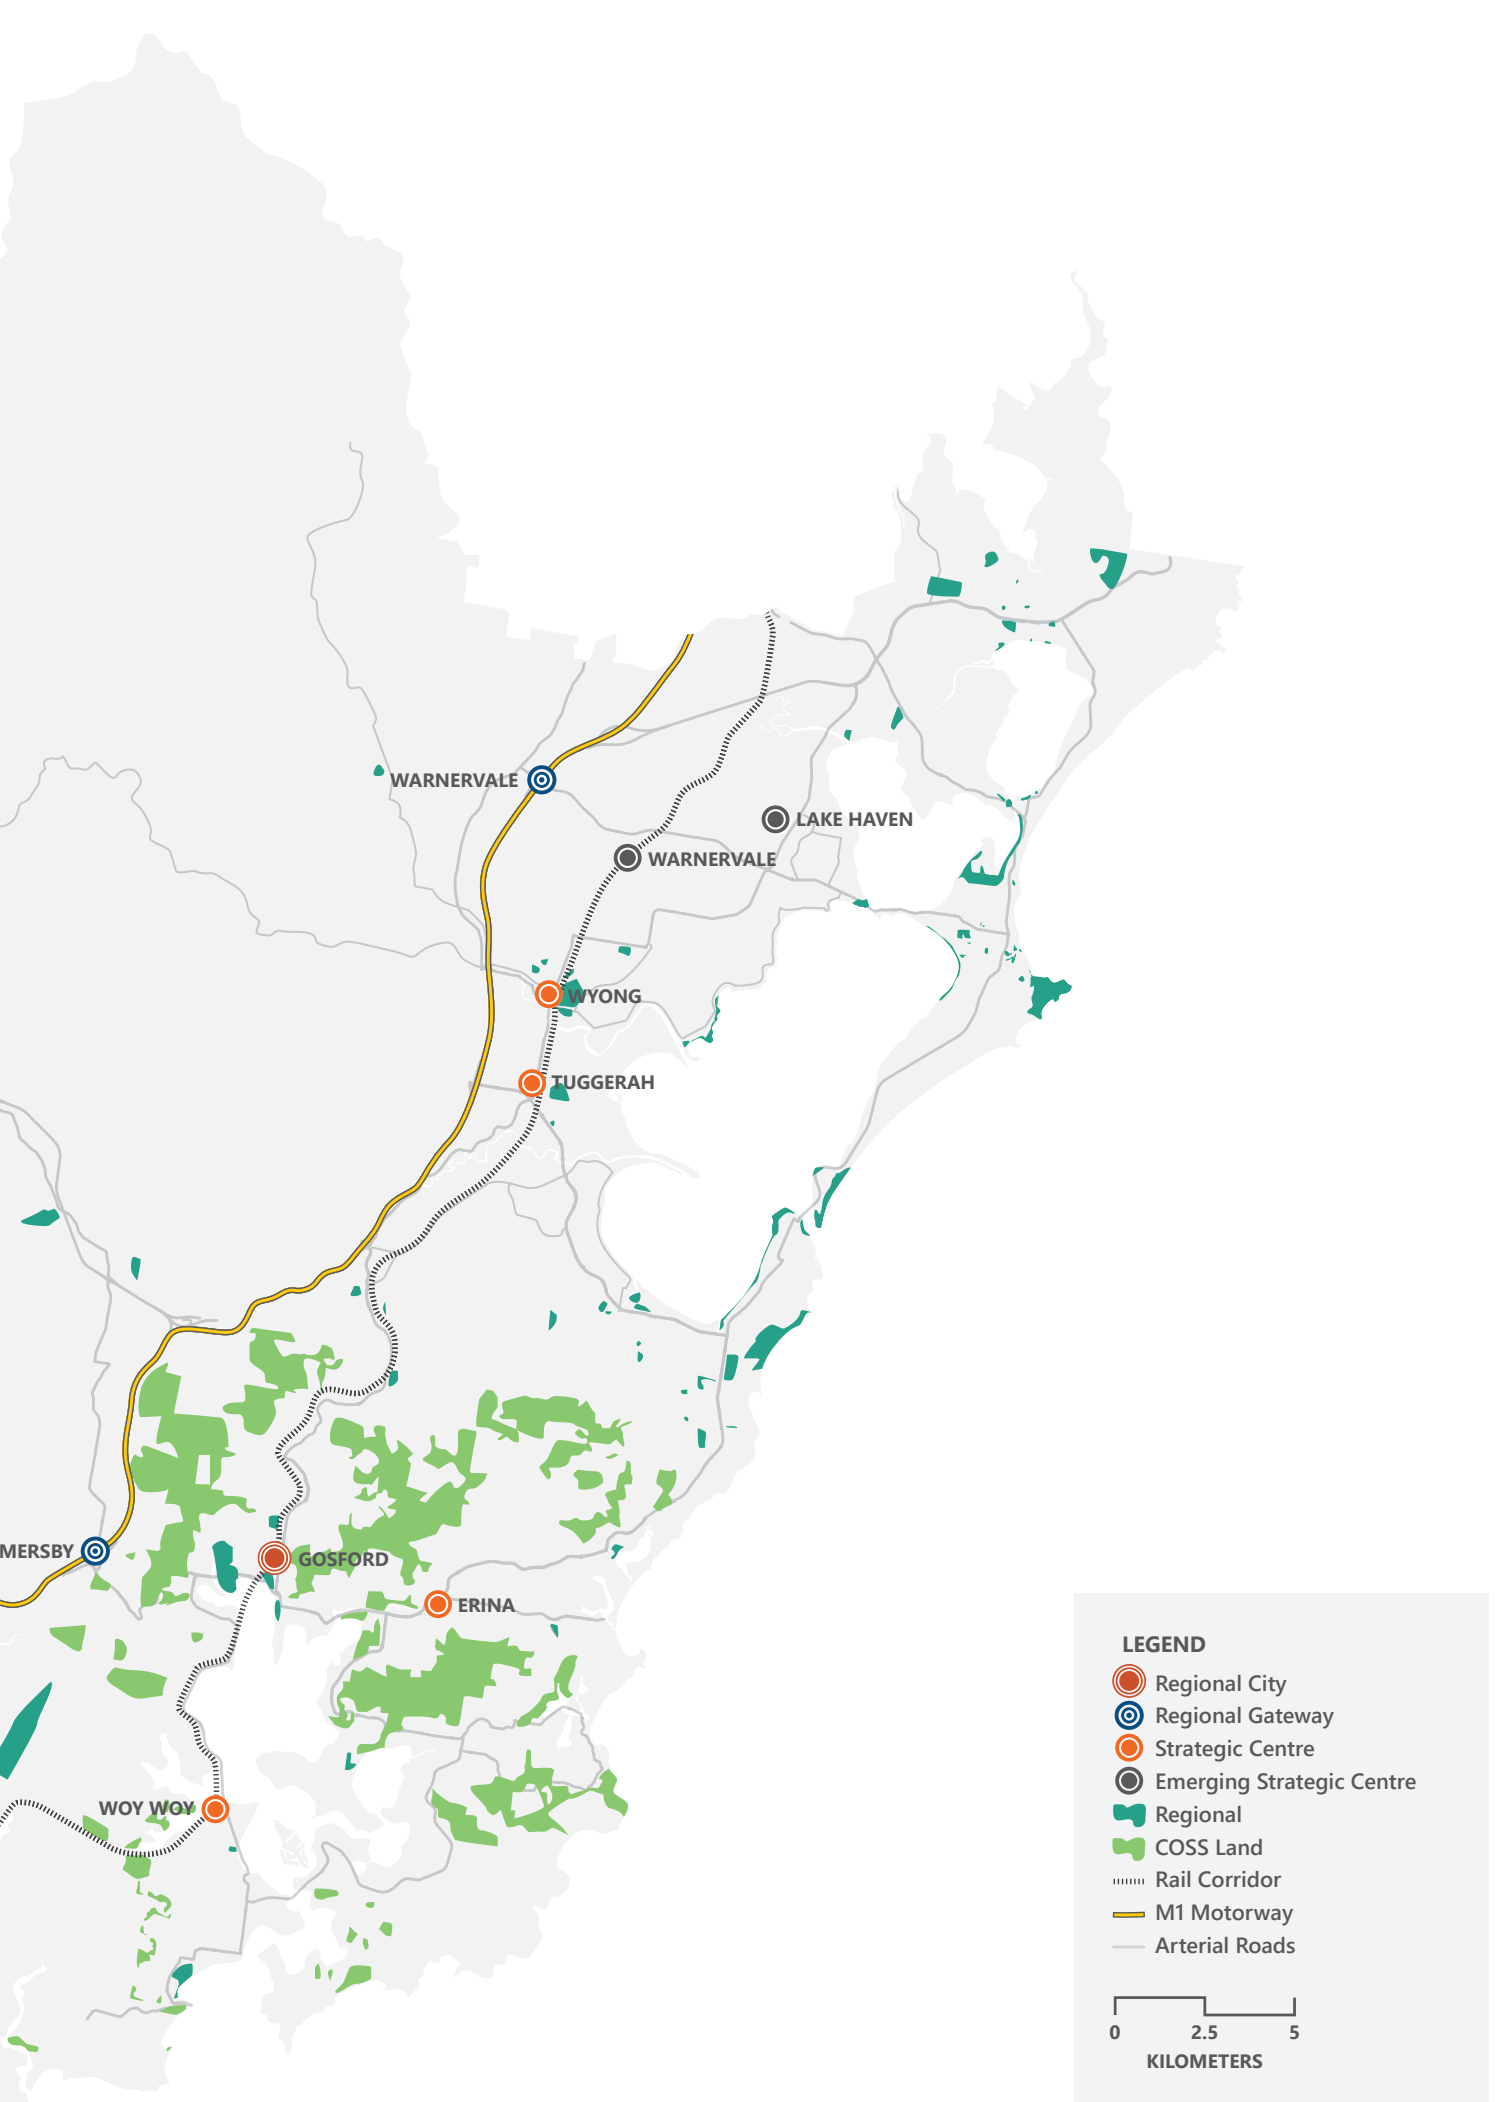 WARNERVALE
LAKE HAVEN
WARNERVALE
WYONG
TUGGERAH
MERSBY
GOSFORD
ERINA
WOY WOY
LEGEND
Regional City
Regional Gateway
Strategic Centre
Emerging Strategic Centre
Regional
COSS Land
Rail Corridor
M1 Motorway
Arterial Roads
0 2.5 5
KILOMETERS